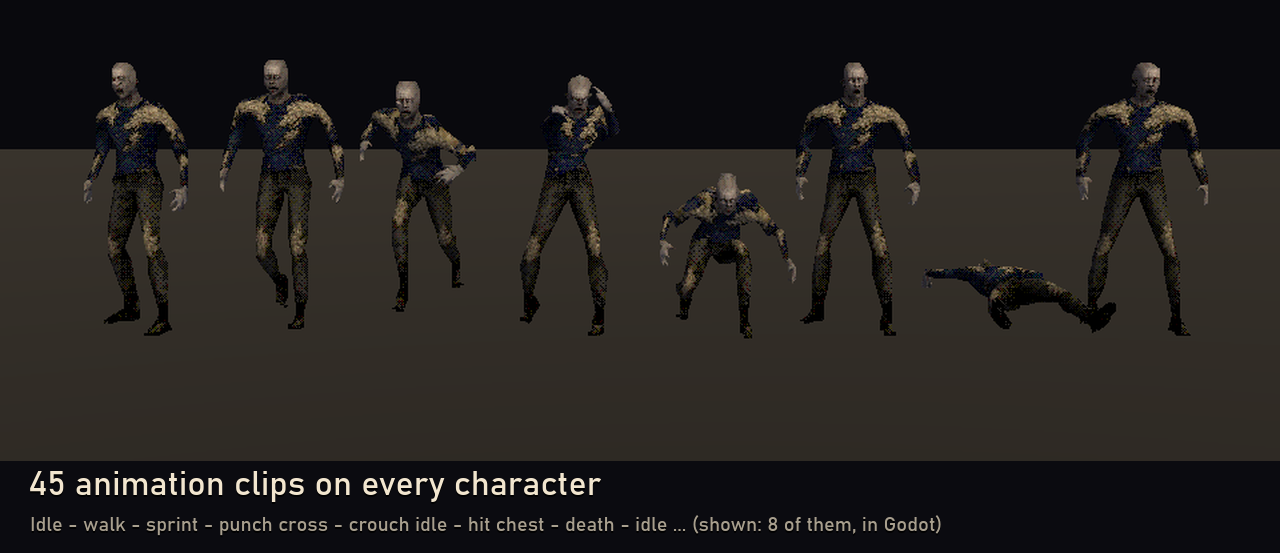 45 animation clips on every character
Idle - walk - sprint - punch cross - crouch idle - hit chest - death - idle ... (shown: 8 of them, in Godot)